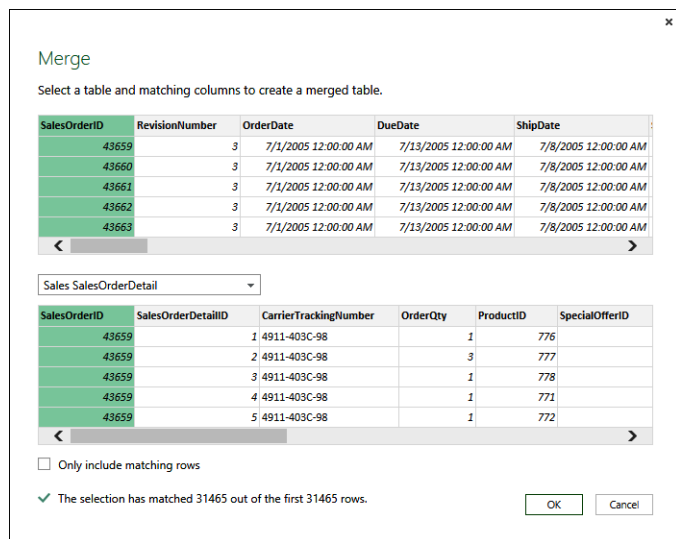 Merge
Select a table and matching columns to create a merged table.
SalesOrderID RevisionNumber OrderDate DueDate ShipDate
43659 3 7/1/2005 12:00:00 AM 7/13/2005 12:00:00 AM 7/8/2005 12:00:00 AM
43660 3 7/1/2005 12:00:00 AM 7/13/2005 12:00:00 AM 7/8/2005 12:00:00 AM
43661 3 7/1/2005 12:00:00 AM 7/13/2005 12:00:00 AM 7/8/2005 12:00:00 AM
43662 3 7/1/2005 12:00:00 AM 7/13/2005 12:00:00 AM 7/8/2005 12:00:00 AM
43663 3 7/1/2005 12:00:00 AM 7/13/2005 12:00:00 AM 7/8/2005 12:00:00 AM
Sales SalesOrderDetail
SalesOrderID SalesOrderDetailID CarrierTrackingNumber OrderQty ProductID SpecialOfferID
43659 1 4911-403C-98 1 776
43659 2 4911-403C-98 3 777
43659 3 4911-403C-98 1 778
43659 4 4911-403C-98 1 771
43659 5 4911-403C-98 1 772
Only include matching rows
The selection has matched 31465 out of the first 31465 rows.
OK Cancel